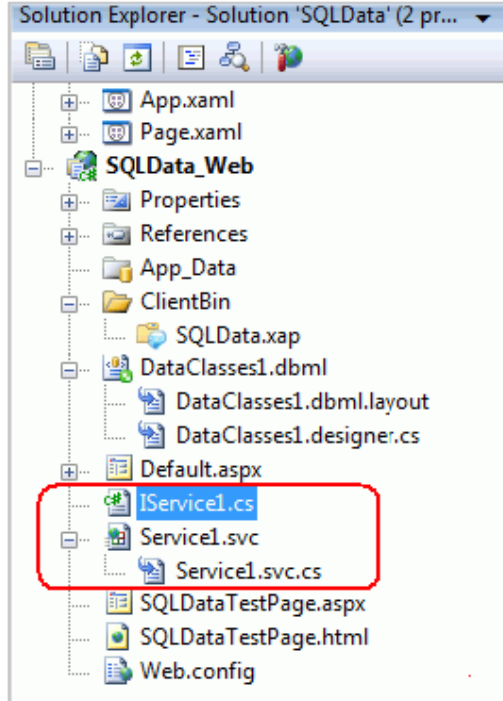 Solution Explorer - Solution 'SQLData' (2 pr...
App.xaml
Page.xaml
SQLData_Web
Properties
References
App_Data
ClientBin
SQLData.xap
DataClasses1.dbml
DataClasses1.dbml.layout
DataClasses1.designer.cs
Default.aspx
IService1.cs
Service1.svc
Service1.svc.cs
SQLDataTestPage.aspx
SQLDataTestPage.html
Web.config